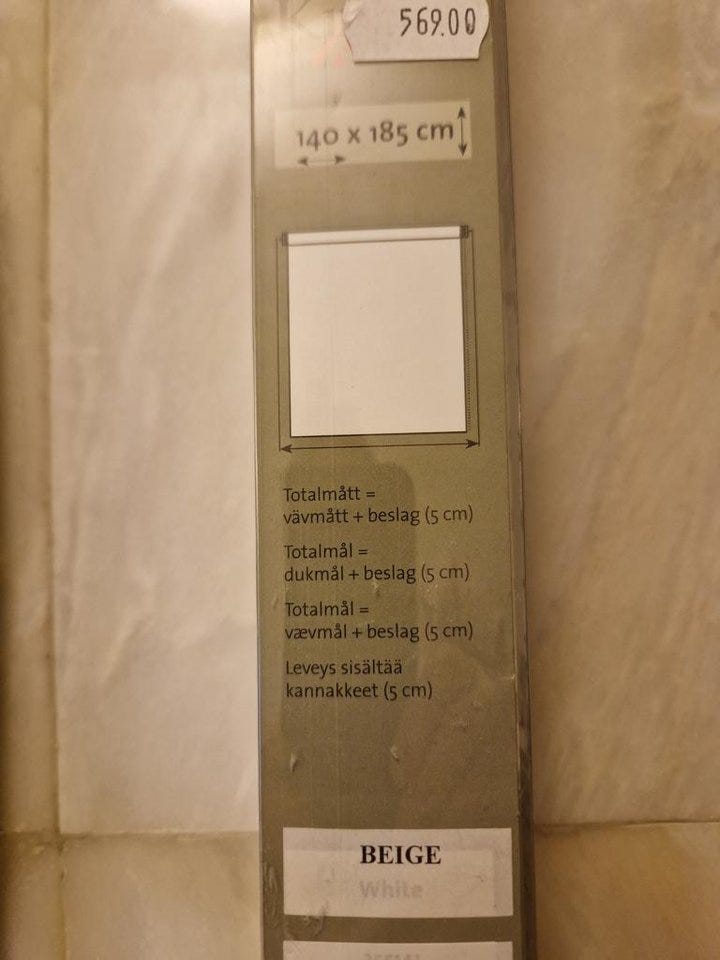 569.00
140 x 185 cm
Totalmått =
vävmått + beslag (5 cm)
Totalmål =
dukmål + beslag (5 cm)
Totalmål =
vævmål + beslag (5 cm)
Leveys sisältää
kannakkeet (5 cm)
BEIGE
White